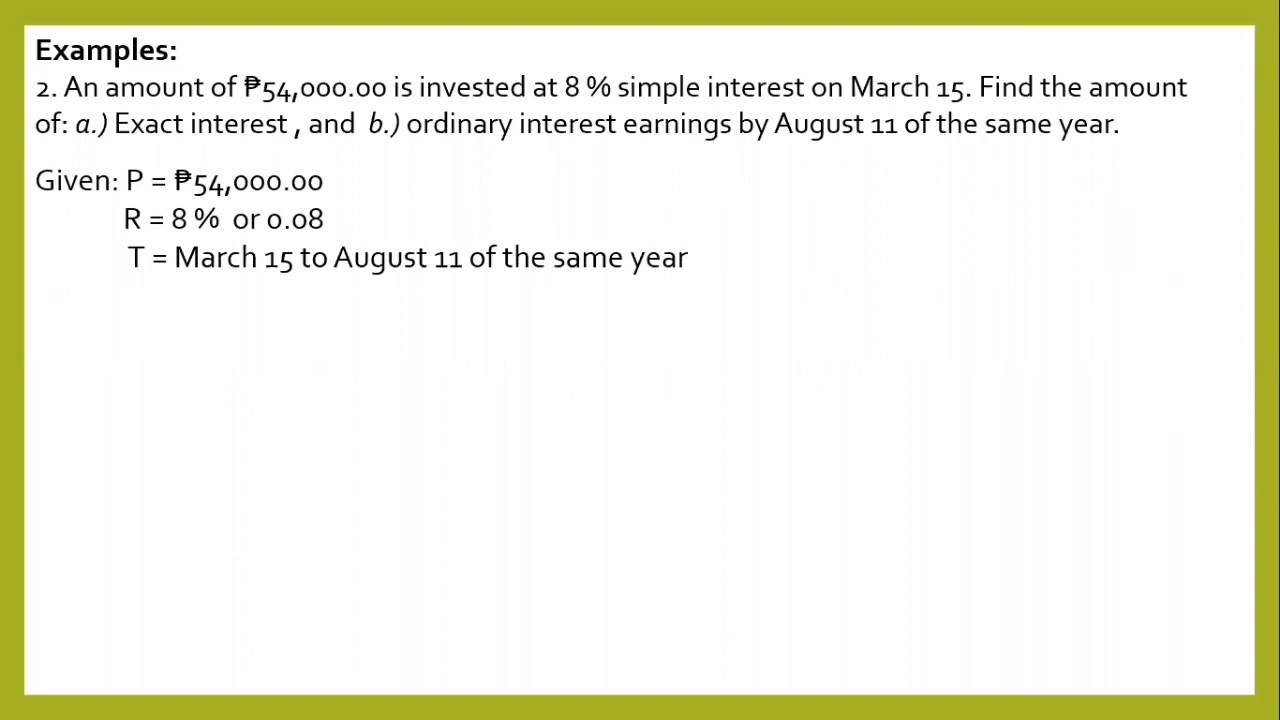 Examples:
2. An amount of ₱54,000.00 is invested at 8 % simple interest on March 15. Find the amount
of: a.) Exact interest , and b.) ordinary interest earnings by August 11 of the same year.
Given: P = ₱54,000.00
R = 8 % or 0.08
T = March 15 to August 11 of the same year